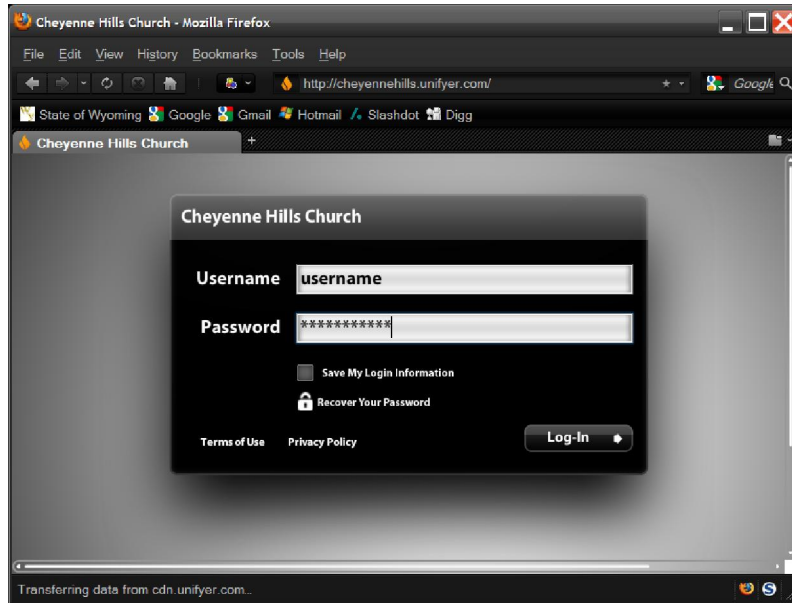 Cheyenne Hills Church - Mozilla Firefox
File Edit View History Bookmarks Tools Help
http://cheyennehills.unifyer.com/ Google
State of Wyoming Google Gmail Hotmail Slashdot Digg
Cheyenne Hills Church +
Cheyenne Hills Church
Username username
Password ***********
Save My Login Information
Recover Your Password
Terms of Use Privacy Policy Log-In
Transferring data from cdn.unifyer.com...